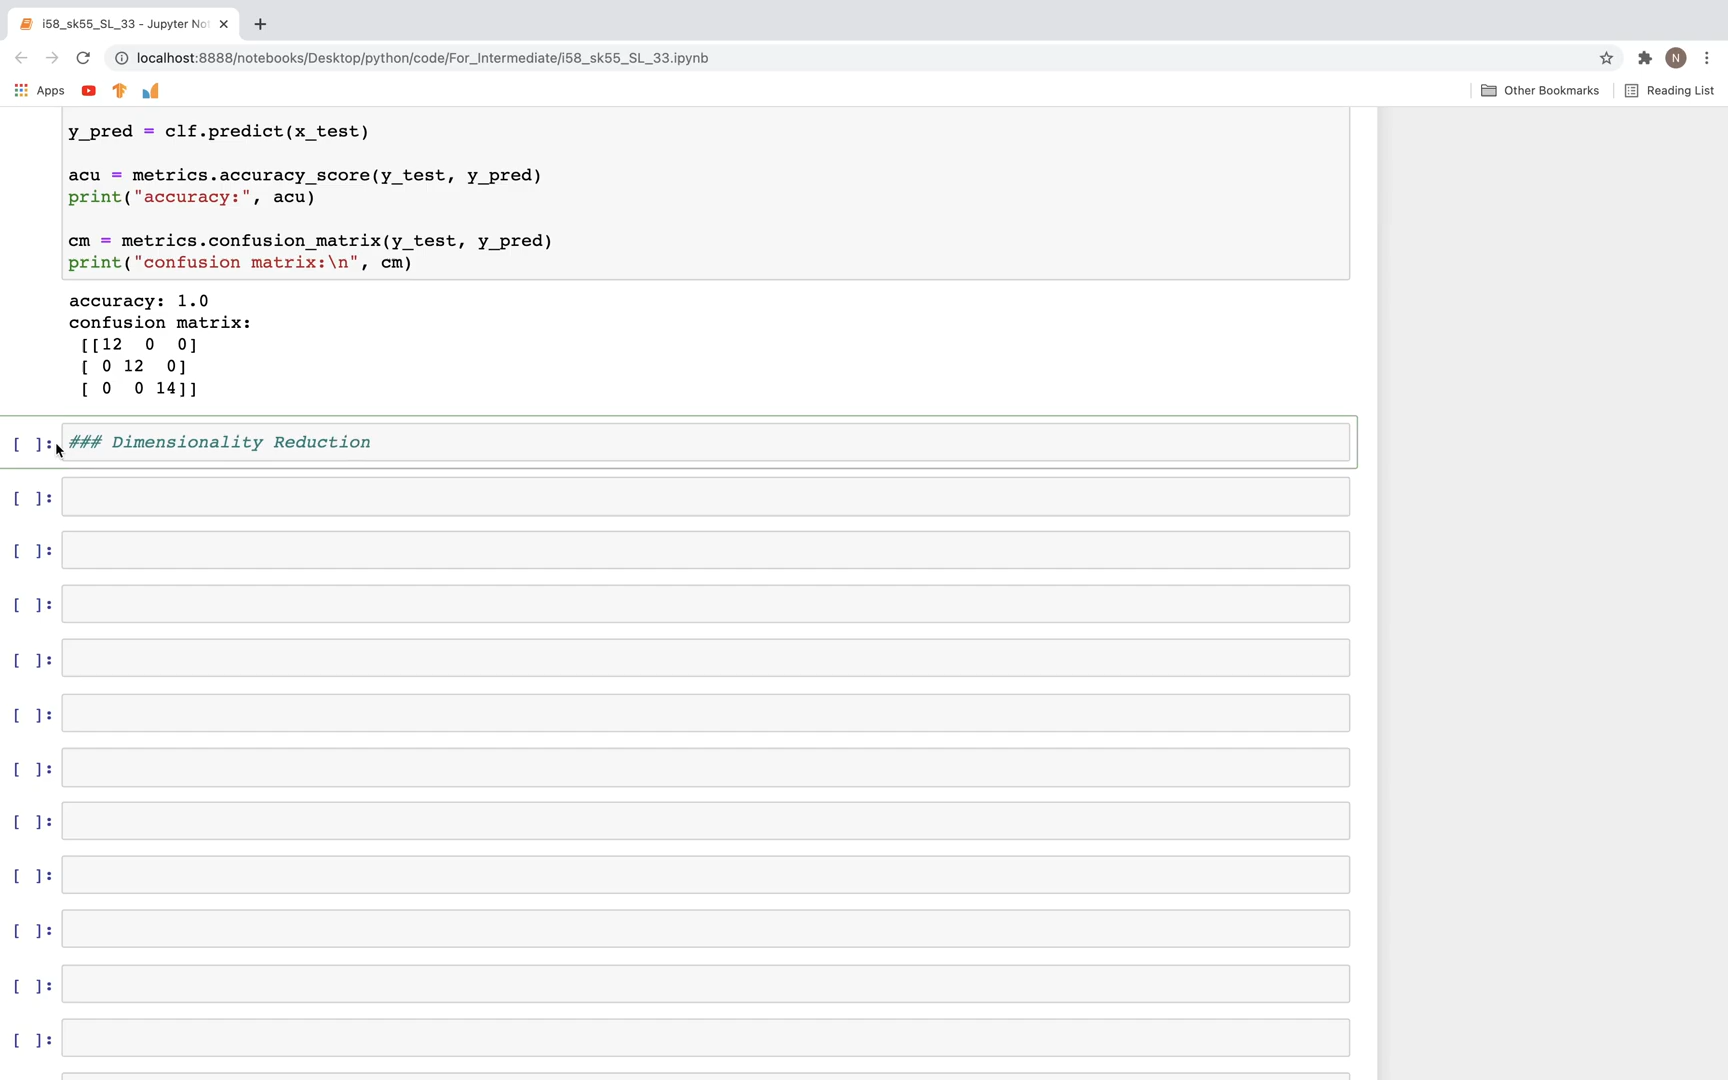 i58_sk55_SL_33 - Jupyter No
localhost:8888/notebooks/Desktop/python/code/For_Intermediate/i58_sk55_SL_33.ipynb
N
Apps
Other Bookmarks
Reading List
y_pred = clf.predict(x_test)
acu = metrics.accuracy_score(y_test, y_pred)
print("accuracy:", acu)
cm = metrics.confusion_matrix(y_test, y_pred)
print("confusion matrix:\n", cm)
accuracy: 1.0
confusion matrix:
[[12 0 0]
[ 0 12 0]
[ 0 0 14]]
[ ]: ### Dimensionality Reduction
[ ]:
[ ]:
[ ]:
[ ]:
[ ]:
[ ]:
[ ]:
[ ]:
[ ]:
[ ]:
[ ]: